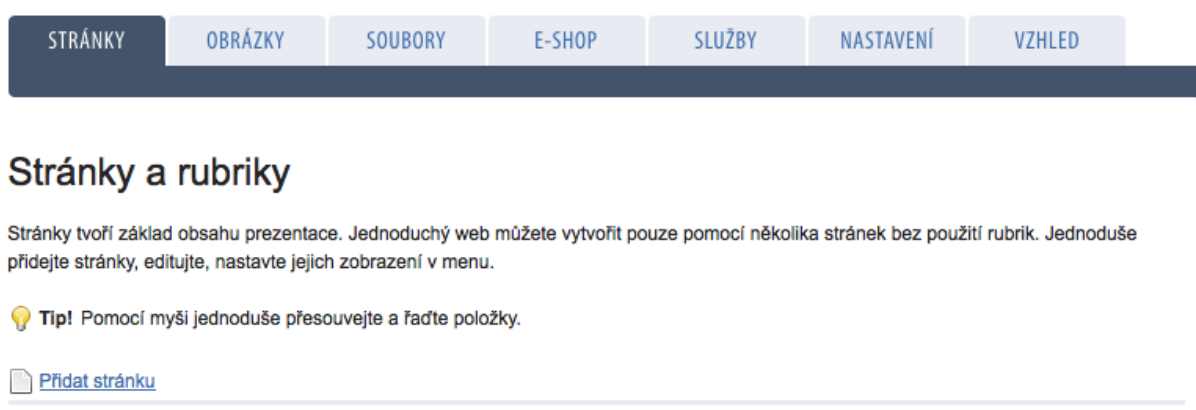 STRÁNKY OBRÁZKY SOUBORY E-SHOP SLUŽBY NASTAVENÍ VZHLED
Stránky a rubriky
Stránky tvoří základ obsahu prezentace. Jednoduchý web můžete vytvořit pouze pomocí několika stránek bez použití rubrik. Jednoduše
přidejte stránky, editujte, nastavte jejich zobrazení v menu.
Tip! Pomocí myši jednoduše přesouvejte a řaďte položky.
Přidat stránku